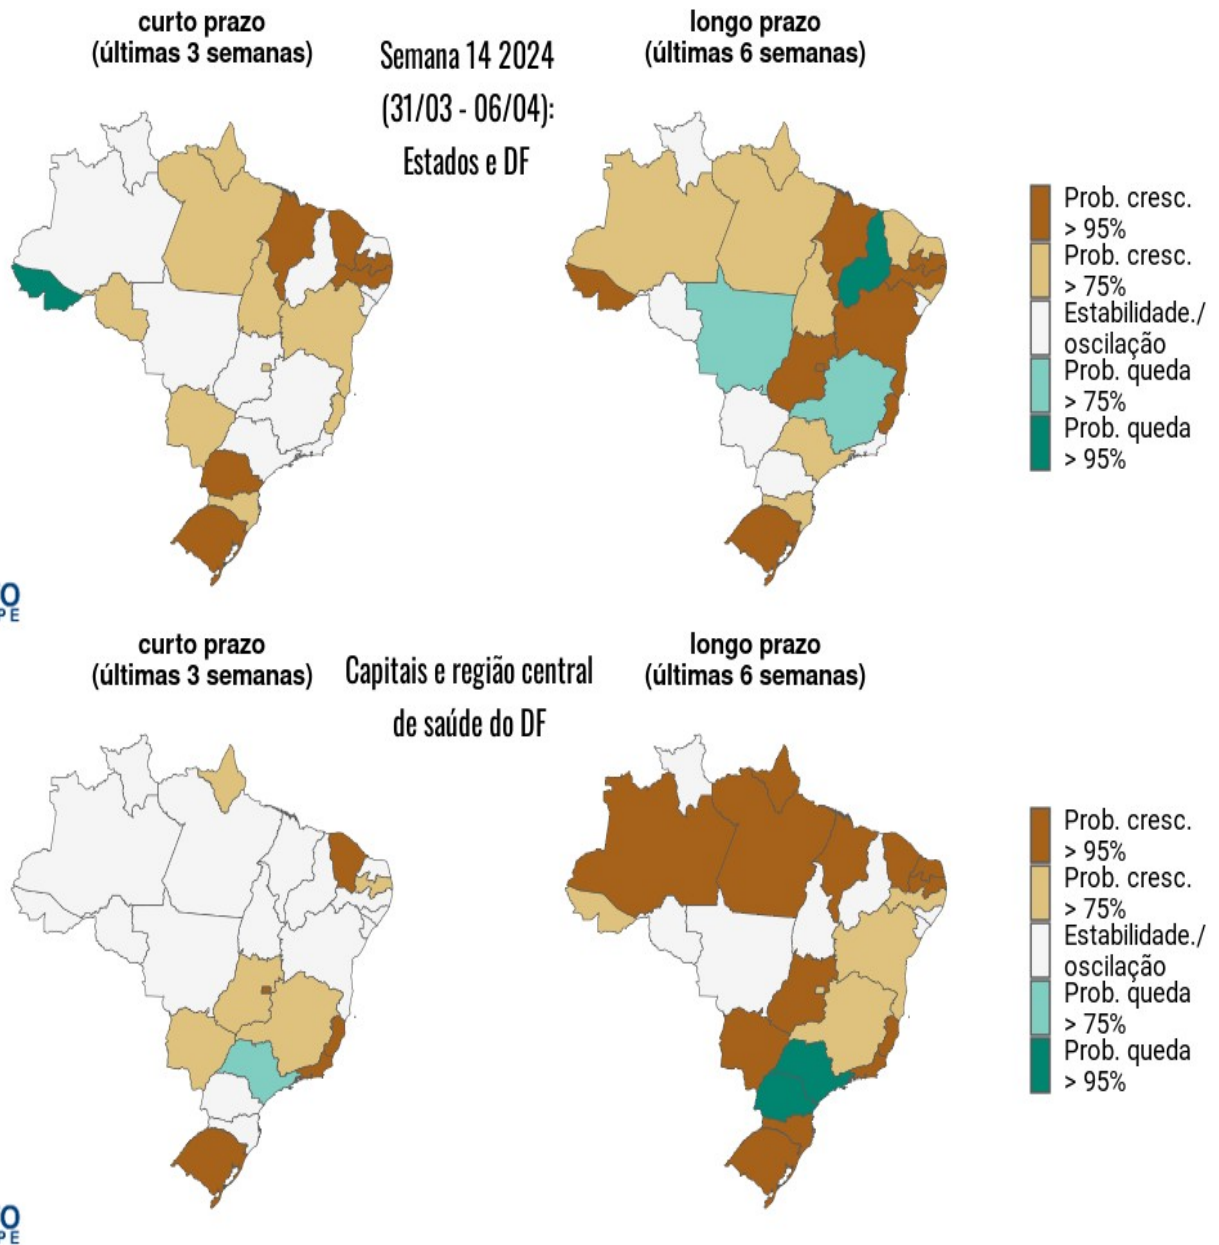 curto prazo
(últimas 3 semanas)
Semana 14 2024
(31/03 - 06/04):
Estados e DF
longo prazo
(últimas 6 semanas)
Prob. cresc.
> 95%
Prob. cresc.
> 75%
Estabilidade./
oscilação
Prob. queda
> 75%
Prob. queda
> 95%
O
PE
curto prazo
(últimas 3 semanas)
Capitais e região central
de saúde do DF
longo prazo
(últimas 6 semanas)
Prob. cresc.
> 95%
Prob. cresc.
> 75%
Estabilidade./
oscilação
Prob. queda
> 75%
Prob. queda
> 95%
O
PE